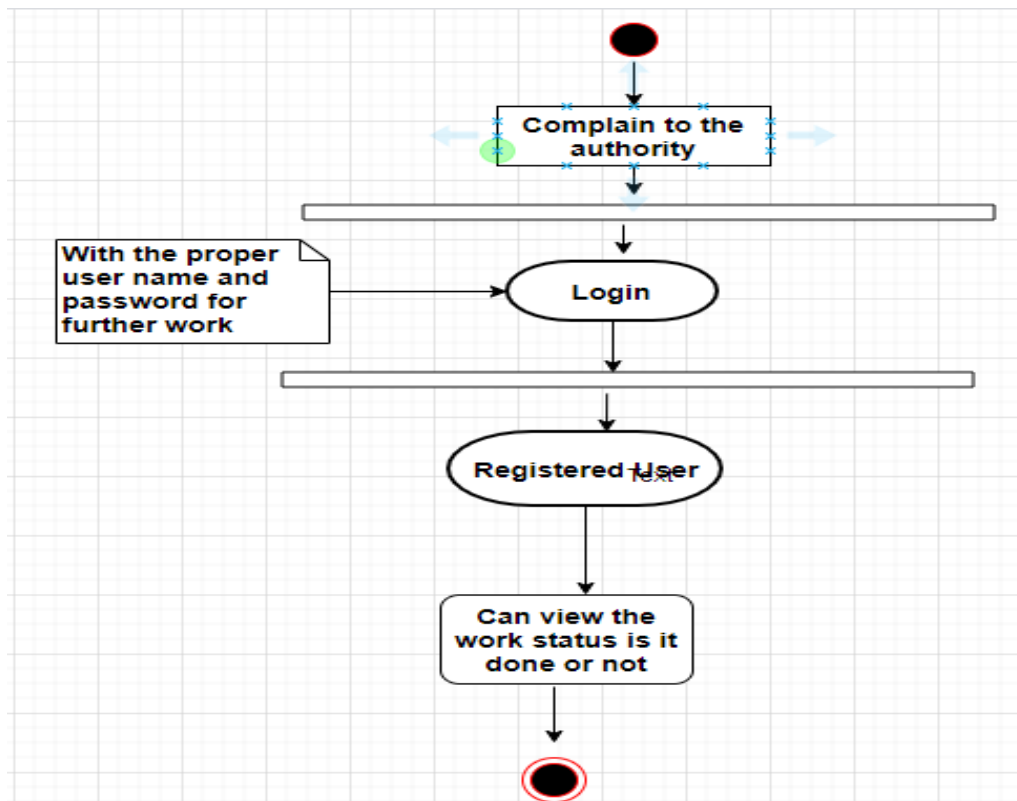 Complain to the
authority
With the proper
user name and
password for
further work
Login
Registered User
Text
Can view the
work status is it
done or not